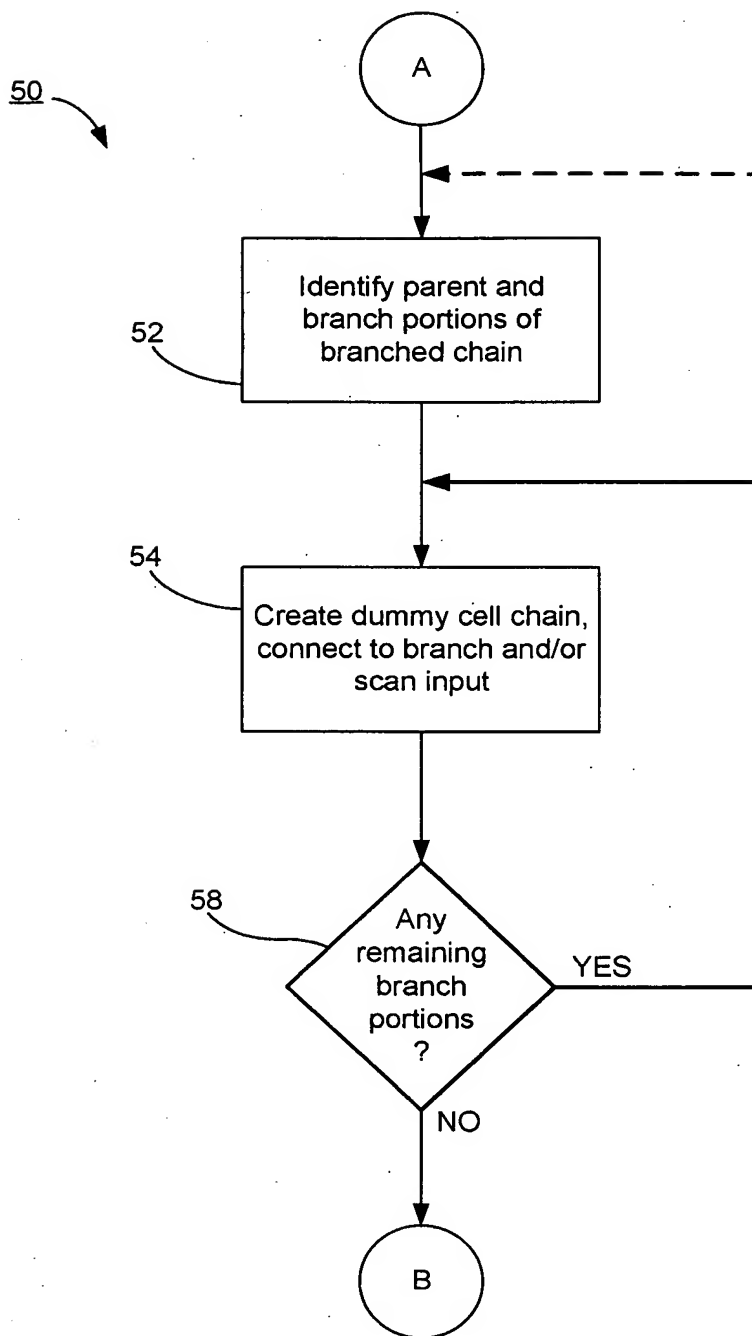 A
50
Identify parent and
branch portions of
branched chain
52
54
Create dummy cell chain,
connect to branch and/or
scan input
58
Any
remaining
branch
portions
?
YES
NO
B